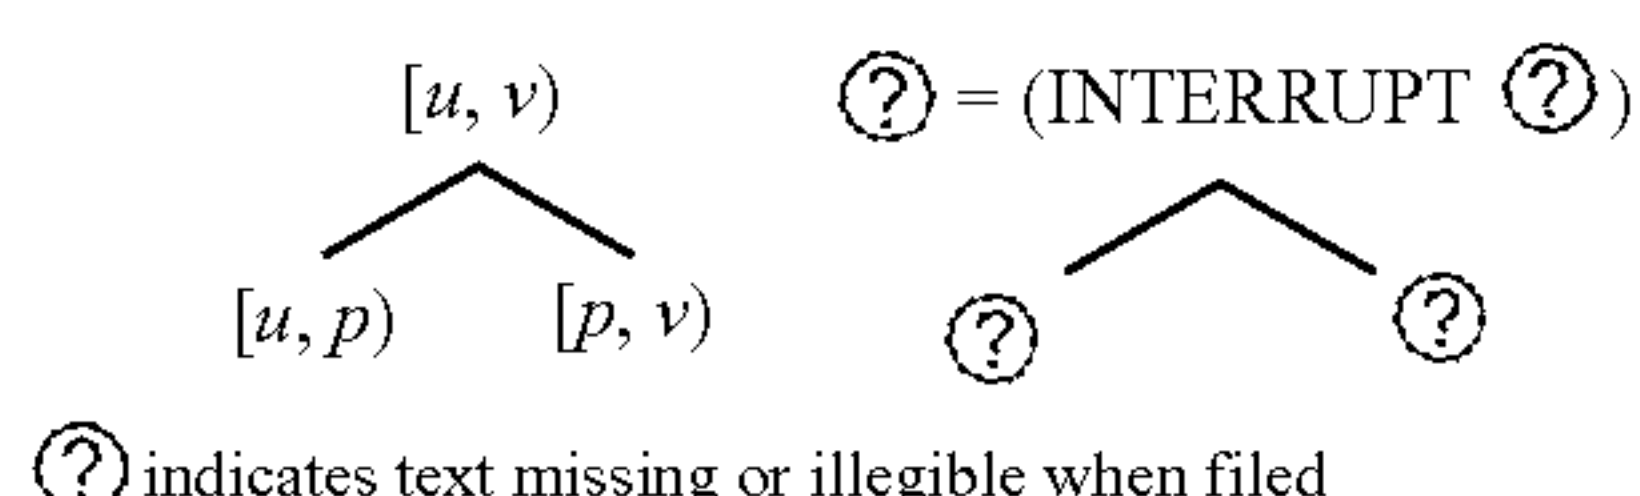 [u, v) ⍰ = (INTERRUPT ⍰)
[u, p) [p, v) ⍰ ⍰
⍰ indicates text missing or illegible when filed